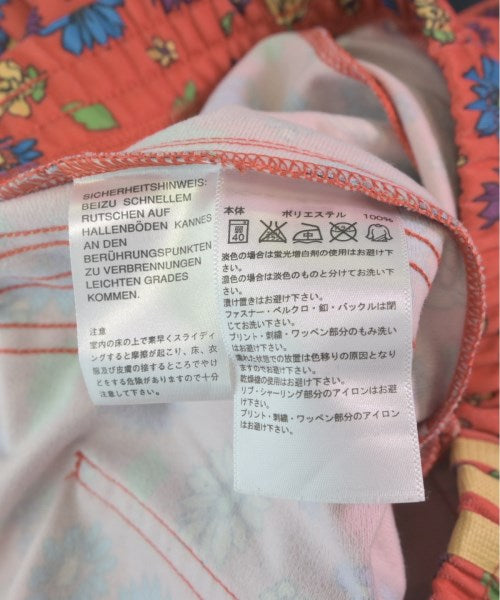 SICHERHEITSHINWEIS:
BEIZU SCHNELLEM
RUTSCHEN AUF
HALLENBÖDEN KANNES
AN DEN
BERÜHRUNGSPUNKTEN
ZU VERBRENNUNGEN
LEICHTEN GRADES
KOMMEN.
注意
室内の床の上で素早くスライディ
ングすると摩擦が起こり、床、衣
服及び皮膚の接するところでやけ
どをする危険がありますので十分
注意して下さい。
本体 ポリエステル 100%
弱
40
淡色の場合は蛍光増白剤の使用はお避け下さい。
濃色の場合は淡色のものと分けてお洗い下さい。
漬け置きはお避け下さい。
ファスナー・ベルクロ・釦・バックルは閉
じてお洗い下さい。
プリント・刺繍・ワッペン部分のもみ洗い
はお避け下さい。
濡れた状態での放置は色移りの原因となり
ますのでお避け下さい。
乾燥機の使用はお避け下さい。
リブ・シャーリング部分のアイロンはお避け下さい。
プリント・刺繍・ワッペン部分のアイロン
はお避け下さい。